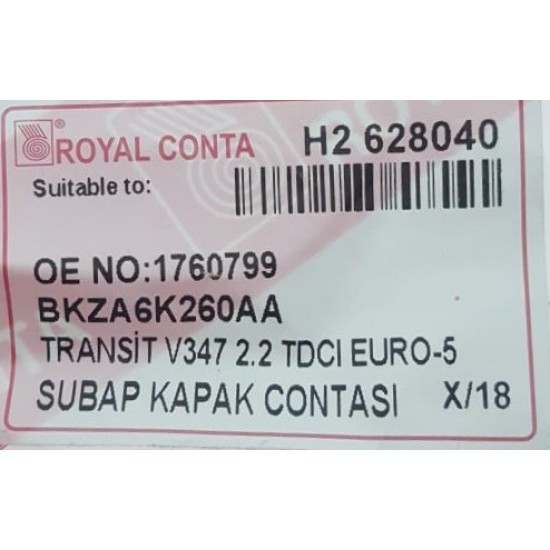 ROYAL CONTA H2 628040
Suitable to:
OE NO:1760799
BKZA6K260AA
TRANSİT V347 2.2 TDCI EURO-5
SUBAP KAPAK CONTASI X/18